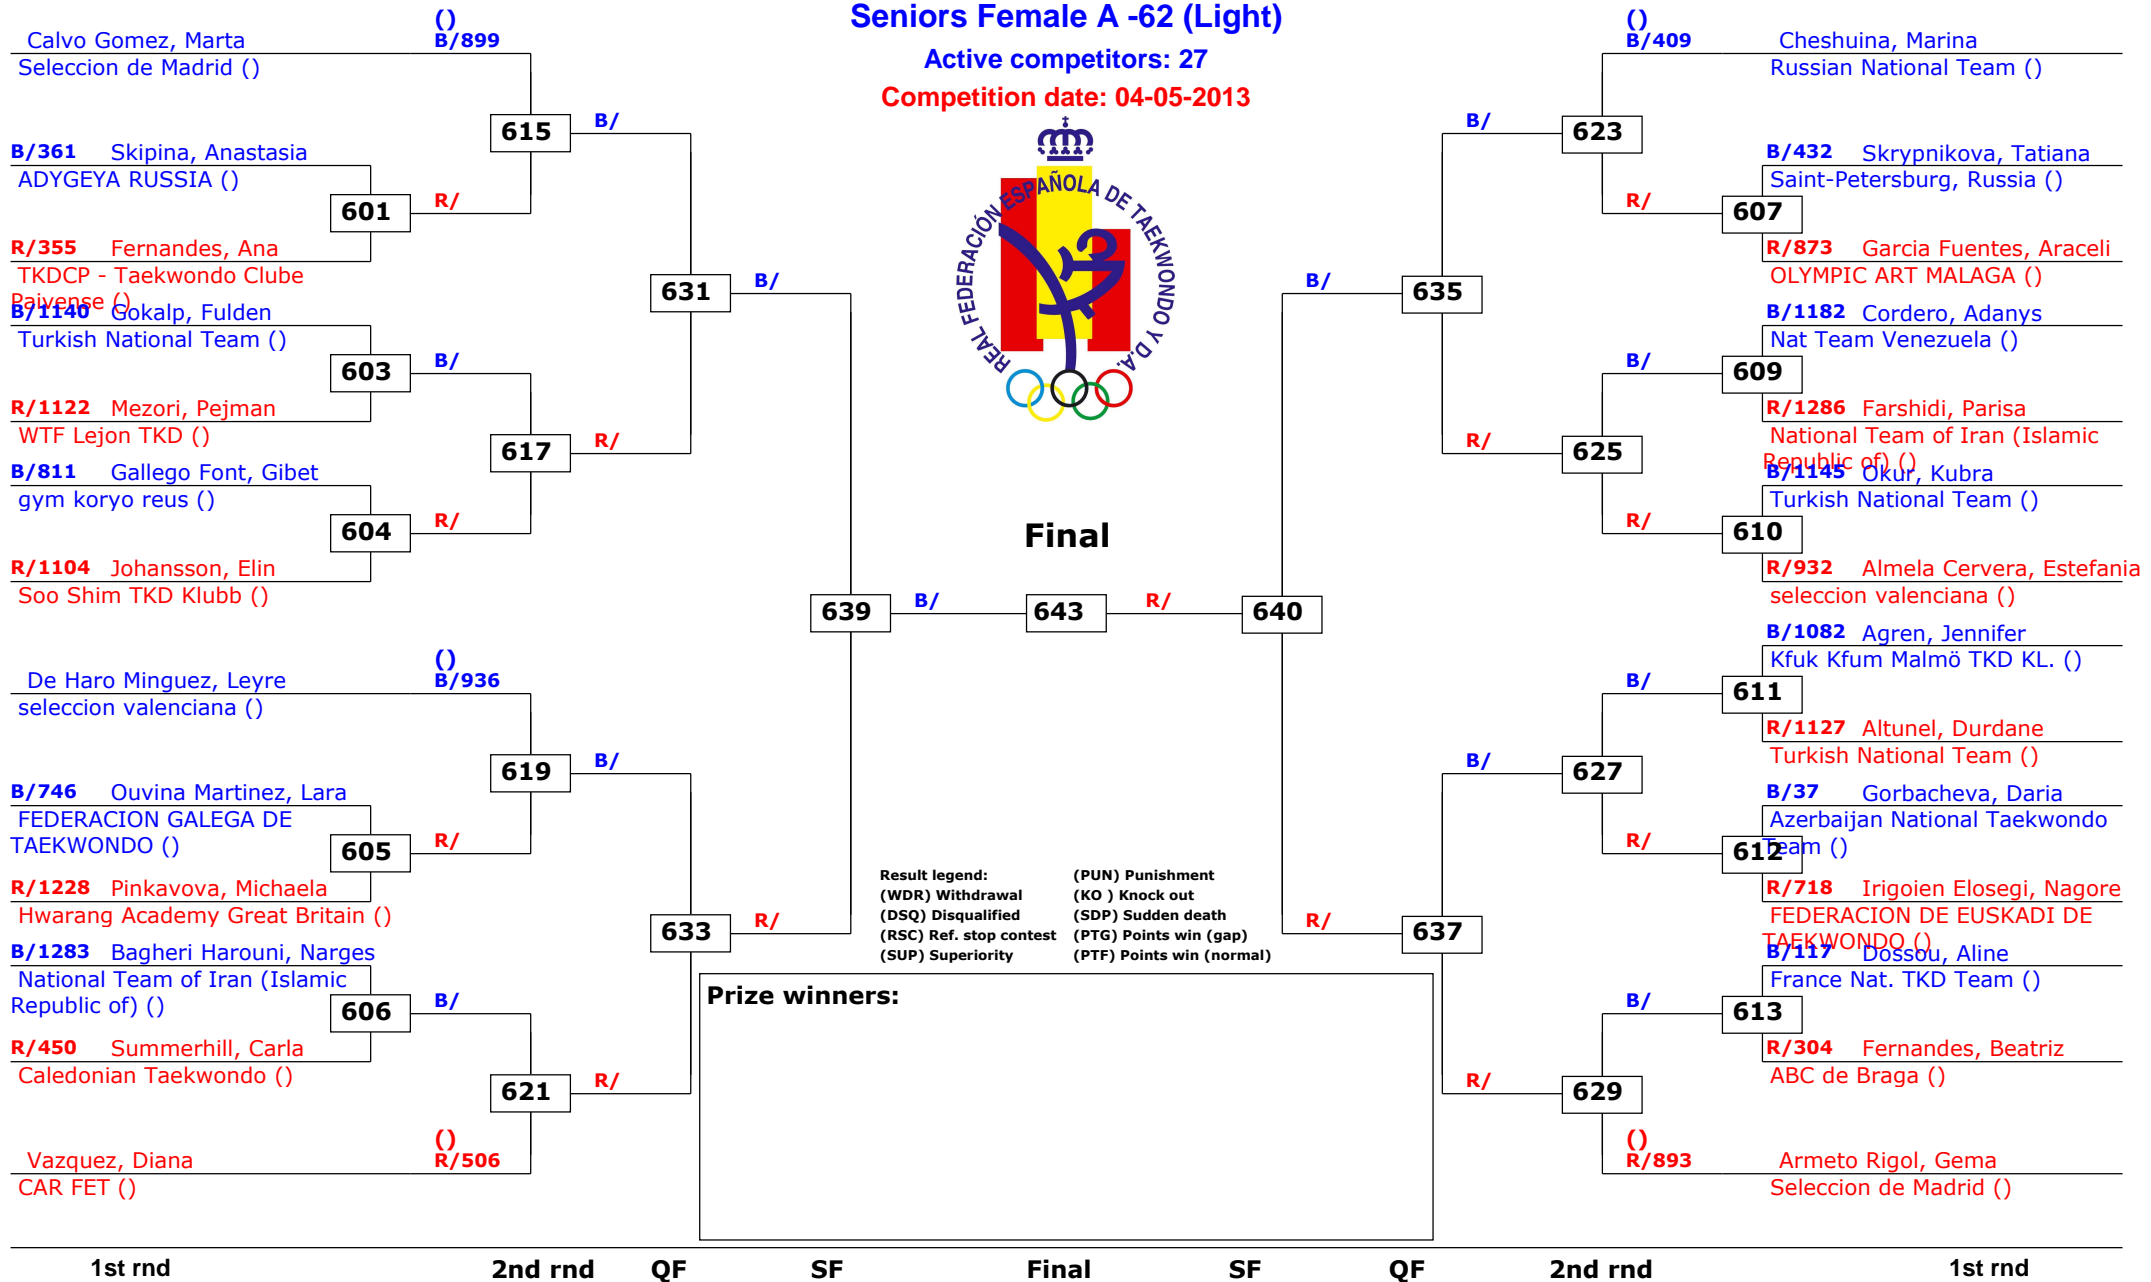 Seniors Female A -62 (Light)
Active competitors: 27
Competition date: 04-05-2013
REAL FEDERACIÓN ESPAÑOLA DE TAEKWONDO Y D.A.
()
Calvo Gomez, Marta B/899
Seleccion de Madrid ()
615 B/
B/361 Skipina, Anastasia
ADYGEYA RUSSIA ()
601 R/
R/355 Fernandes, Ana
TKDCP - Taekwondo Clube
Paivense ()
631 B/
B/1140 Gokalp, Fulden
Turkish National Team ()
603 B/
R/1122 Mezori, Pejman
WTF Lejon TKD ()
617 R/
B/811 Gallego Font, Gibet
gym koryo reus ()
604 R/
R/1104 Johansson, Elin
Soo Shim TKD Klubb ()
639 B/
()
De Haro Minguez, Leyre B/936
seleccion valenciana ()
619 B/
B/746 Ouvina Martinez, Lara
FEDERACION GALEGA DE
TAEKWONDO ()
605 R/
R/1228 Pinkavova, Michaela
Hwarang Academy Great Britain ()
633 R/
B/1283 Bagheri Harouni, Narges
National Team of Iran (Islamic
Republic of) ()
606 B/
R/450 Summerhill, Carla
Caledonian Taekwondo ()
621 R/
()
Vazquez, Diana R/506
CAR FET ()
Final
643
R/ 640
()
B/409 Cheshuina, Marina
Russian National Team ()
B/ 623
B/432 Skrypnikova, Tatiana
Saint-Petersburg, Russia ()
R/ 607
R/873 Garcia Fuentes, Araceli
OLYMPIC ART MALAGA ()
B/ 635
B/1182 Cordero, Adanys
Nat Team Venezuela ()
B/ 609
R/1286 Farshidi, Parisa
National Team of Iran (Islamic
Republic of) ()
R/ 625
B/1145 Okur, Kubra
Turkish National Team ()
R/ 610
R/932 Almela Cervera, Estefania
seleccion valenciana ()
B/1082 Agren, Jennifer
Kfuk Kfum Malmö TKD KL. ()
B/ 611
R/1127 Altunel, Durdane
Turkish National Team ()
B/ 627
B/37 Gorbacheva, Daria
Azerbaijan National Taekwondo
Team ()
R/ 612
R/718 Irigoien Elosegi, Nagore
FEDERACION DE EUSKADI DE
TAEKWONDO ()
R/ 637
B/117 Dossou, Aline
France Nat. TKD Team ()
B/ 613
R/304 Fernandes, Beatriz
ABC de Braga ()
R/ 629
()
R/893 Armeto Rigol, Gema
Seleccion de Madrid ()
Result legend: (PUN) Punishment
(WDR) Withdrawal (KO ) Knock out
(DSQ) Disqualified (SDP) Sudden death
(RSC) Ref. stop contest (PTG) Points win (gap)
(SUP) Superiority (PTF) Points win (normal)
Prize winners:
1st rnd 2nd rnd QF SF Final SF QF 2nd rnd 1st rnd